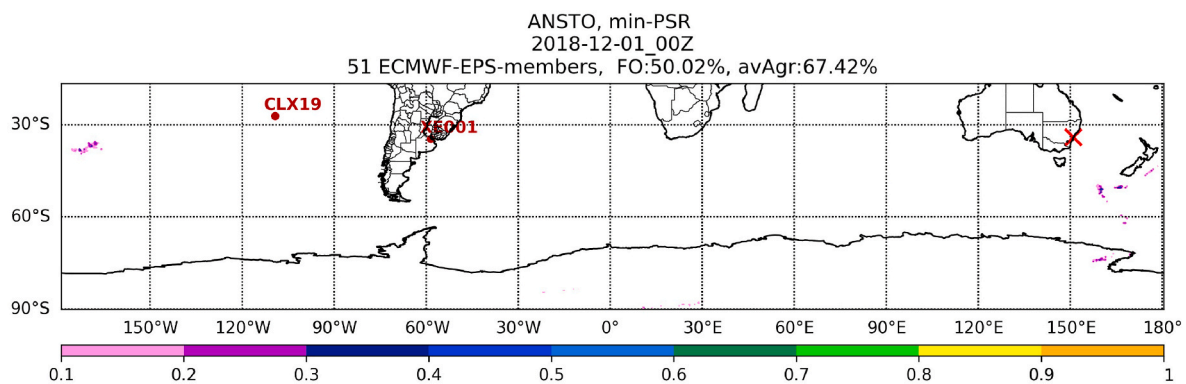 ANSTO, min-PSR
2018-12-01_00Z
51 ECMWF-EPS-members,  FO:50.02%, avAgr:67.42%
CLX19
XF001
30°S
60°S
90°S
150°W 120°W 90°W 60°W 30°W 0° 30°E 60°E 90°E 120°E 150°E 180°
0.1 0.2 0.3 0.4 0.5 0.6 0.7 0.8 0.9 1